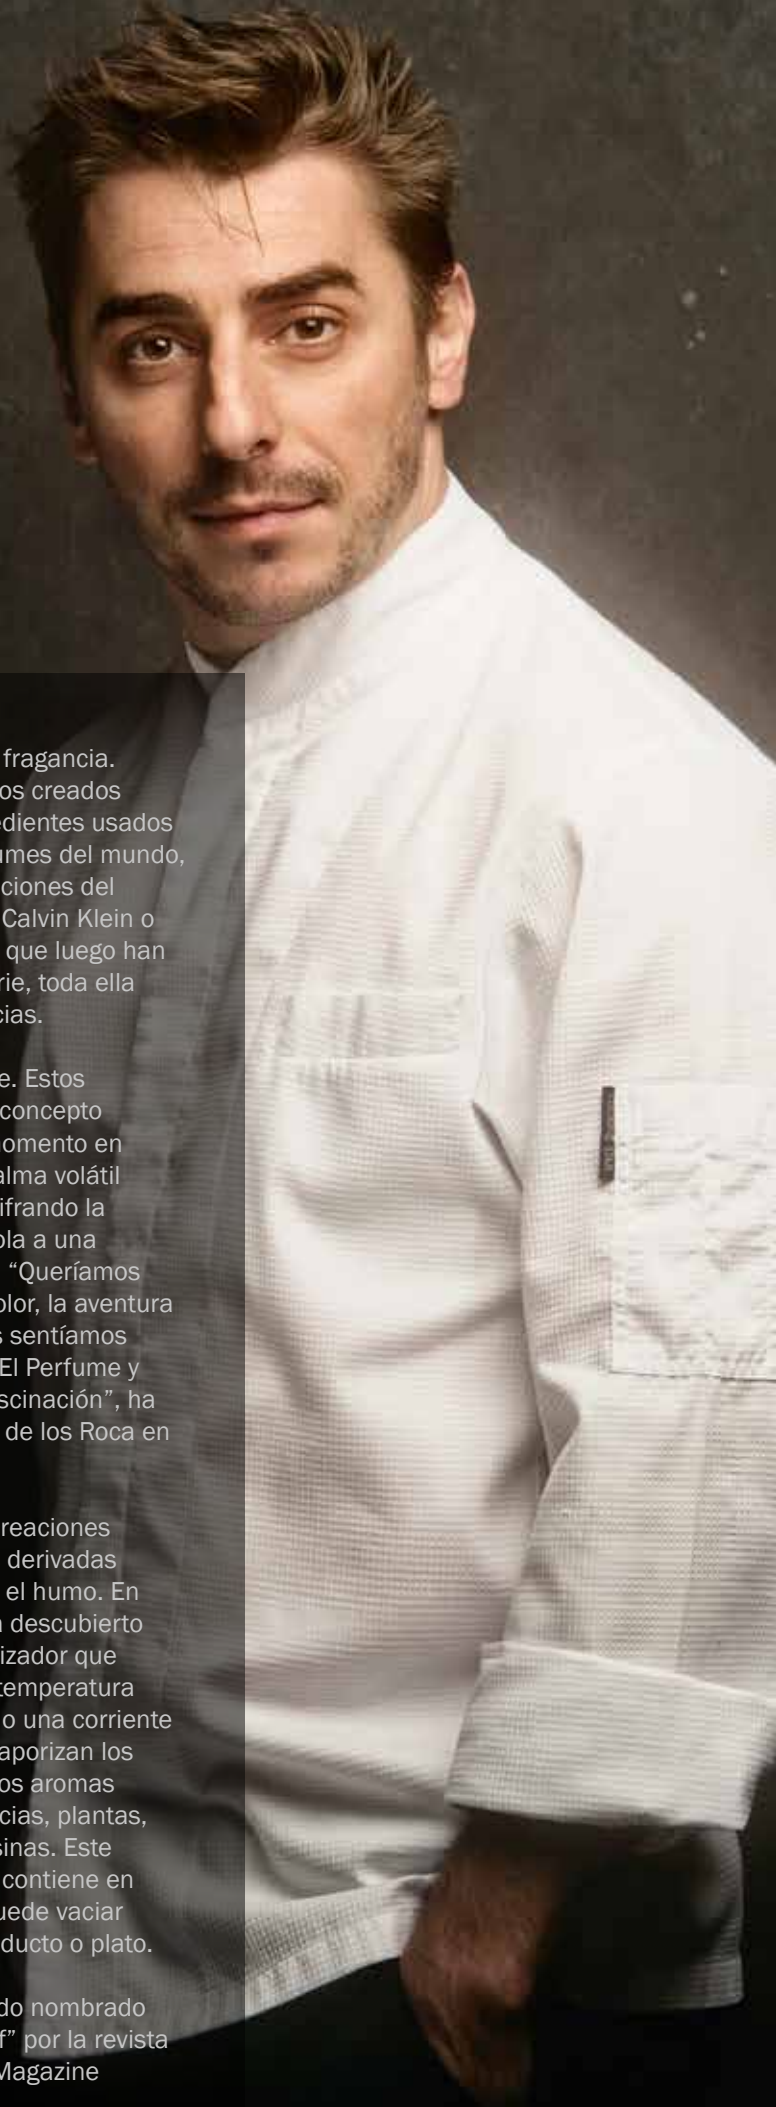 fragancia.
os creados
edientes usados
umes del mundo,
ciones del
Calvin Klein o
que luego han
rie, toda ella
cias.
e. Estos
concepto
omento en
alma volátil
ifrando la
ola a una
“Queríamos
olor, la aventura
s sentíamos
El Perfume y
scinación”, ha
de los Roca en
reaciones
derivadas
el humo. En
a descubierto
izador que
temperatura
o una corriente
aporizan los
os aromas
cias, plantas,
sinas. Este
contiene en
uede vaciar
ducto o plato.
do nombrado
f” por la revista
Magazine